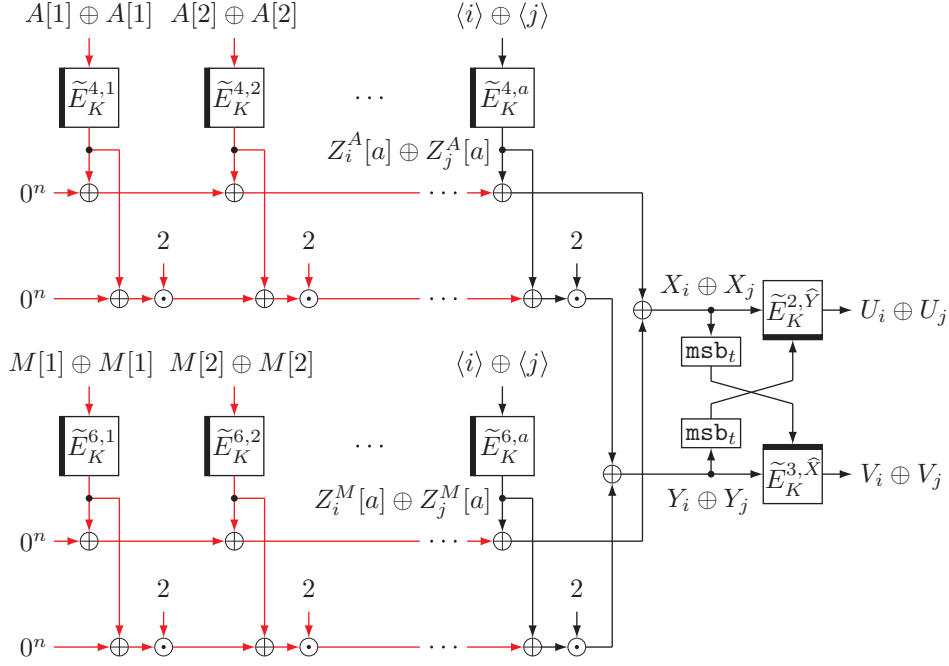 A[1] ⊕ A[1] A[2] ⊕ A[2] ⟨i⟩ ⊕ ⟨j⟩
Ẽ_K^{4,1} Ẽ_K^{4,2} ··· Ẽ_K^{4,a}
Z_i^A[a] ⊕ Z_j^A[a]
0^n ···
2 2 2
0^n ···
X_i ⊕ X_j Ẽ_K^{2,Ŷ} U_i ⊕ U_j
msb_t
M[1] ⊕ M[1] M[2] ⊕ M[2] ⟨i⟩ ⊕ ⟨j⟩
Ẽ_K^{6,1} Ẽ_K^{6,2} ··· Ẽ_K^{6,a}
msb_t
Ẽ_K^{3,X̂} V_i ⊕ V_j
Z_i^M[a] ⊕ Z_j^M[a] Y_i ⊕ Y_j
0^n ···
2 2 2
0^n ···